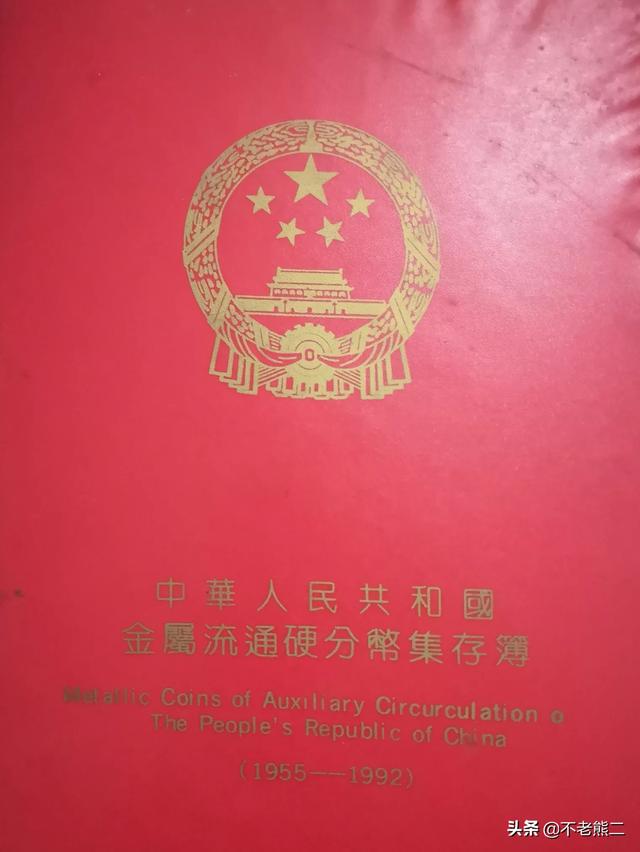 中華人民共和國
金屬流通硬分幣集存簿
Metallic Coins of Auxiliary Circurculation o
The People's Republic of China
(1955——1992)
头条 @不老熊二